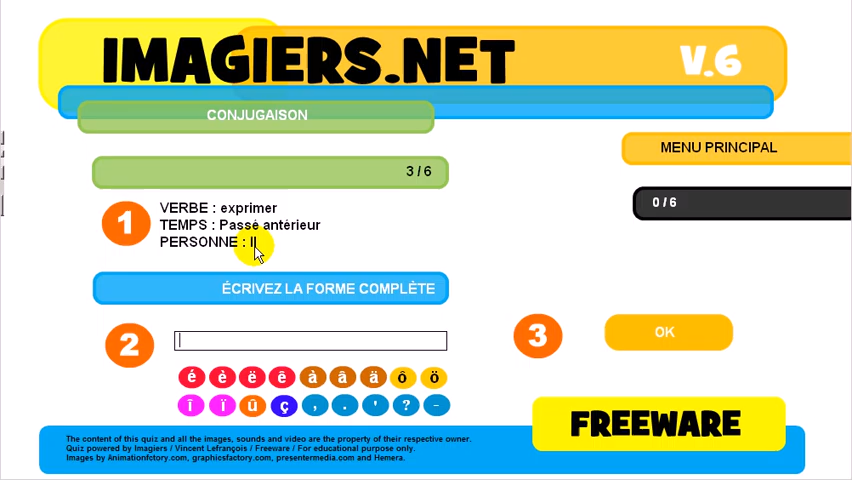 IMAGIERS.NET
V.6
CONJUGAISON
MENU PRINCIPAL
3 / 6
0 / 6
1
VERBE : exprimer
TEMPS : Passé antérieur
PERSONNE : Il
ÉCRIVEZ LA FORME COMPLÈTE
2
3
OK
é è ë ê à â ä ô ö
î ï û ç , . ' ? -
FREEWARE
The content of this quiz and all the images, sounds and video are the property of their respective owner.
Quiz powered by Imagiers / Vincent Lefrançois / Freeware / For educational purpose only.
Images by Animationfctory.com, graphicsfactory.com, presentermedia.com and Hemera.